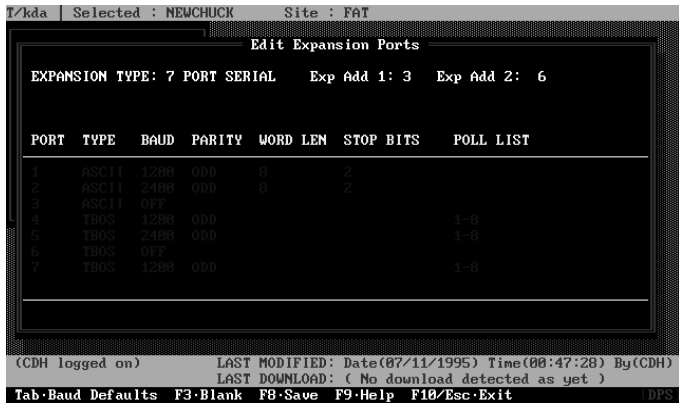 T/kda | Selected : NEWCHUCK Site : FAT
Edit Expansion Ports
EXPANSION TYPE: 7 PORT SERIAL Exp Add 1: 3 Exp Add 2: 6
PORT TYPE BAUD PARITY WORD LEN STOP BITS POLL LIST
1 ASCII 1200 ODD 8 2
2 ASCII 2400 ODD 8 2
3 ASCII OFF
4 TBOS 1200 ODD 1-8
5 TBOS 2400 ODD 1-8
6 TBOS OFF
7 TBOS 1200 ODD 1-8
(CDH logged on) LAST MODIFIED: Date(07/11/1995) Time(00:47:28) By(CDH)
LAST DOWNLOAD: ( No download detected as yet )
Tab·Baud Defaults F3·Blank F8·Save F9·Help F10/Esc·Exit (DPS